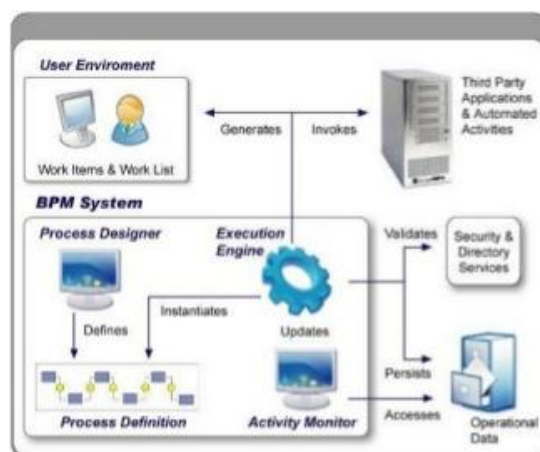 User Enviroment
Work Items & Work List
Generates
Invokes
Third Party
Applications
& Automated
Activities
BPM System
Process Designer
Execution
Engine
Validates
Security &
Directory
Services
Defines
Instantiates
Updates
Process Definition
Activity Monitor
Persists
Accesses
Operational
Data